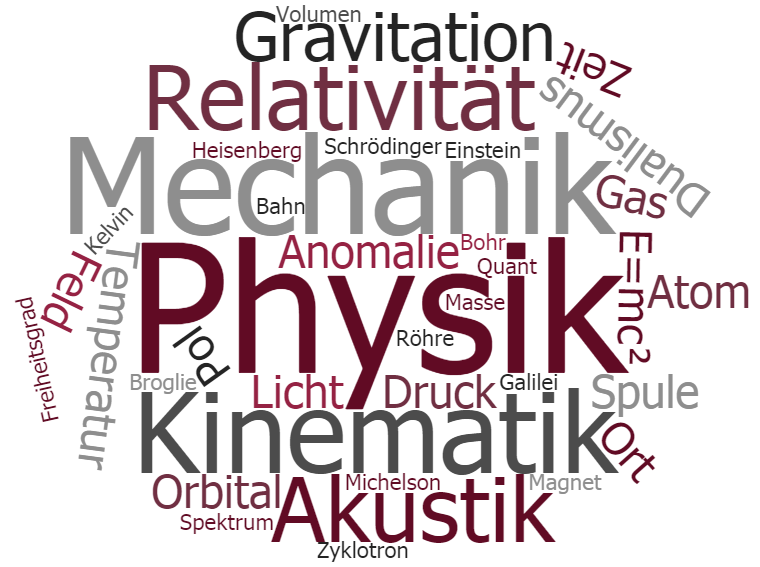 Volumen
Gravitation
Zeit
Relativität
Dualismus
Heisenberg
Schrödinger
Einstein
Mechanik
Gas
Bahn
Kelvin
Anomalie
Bohr
Quant
E=mc²
Feld
Temperatur
Physik
Masse
Atom
Freiheitsgrad
Pol
Röhre
Broglie
Licht
Druck
Galilei
Spule
Kinematik
Ort
Orbital
Akustik
Michelson
Magnet
Spektrum
Zyklotron